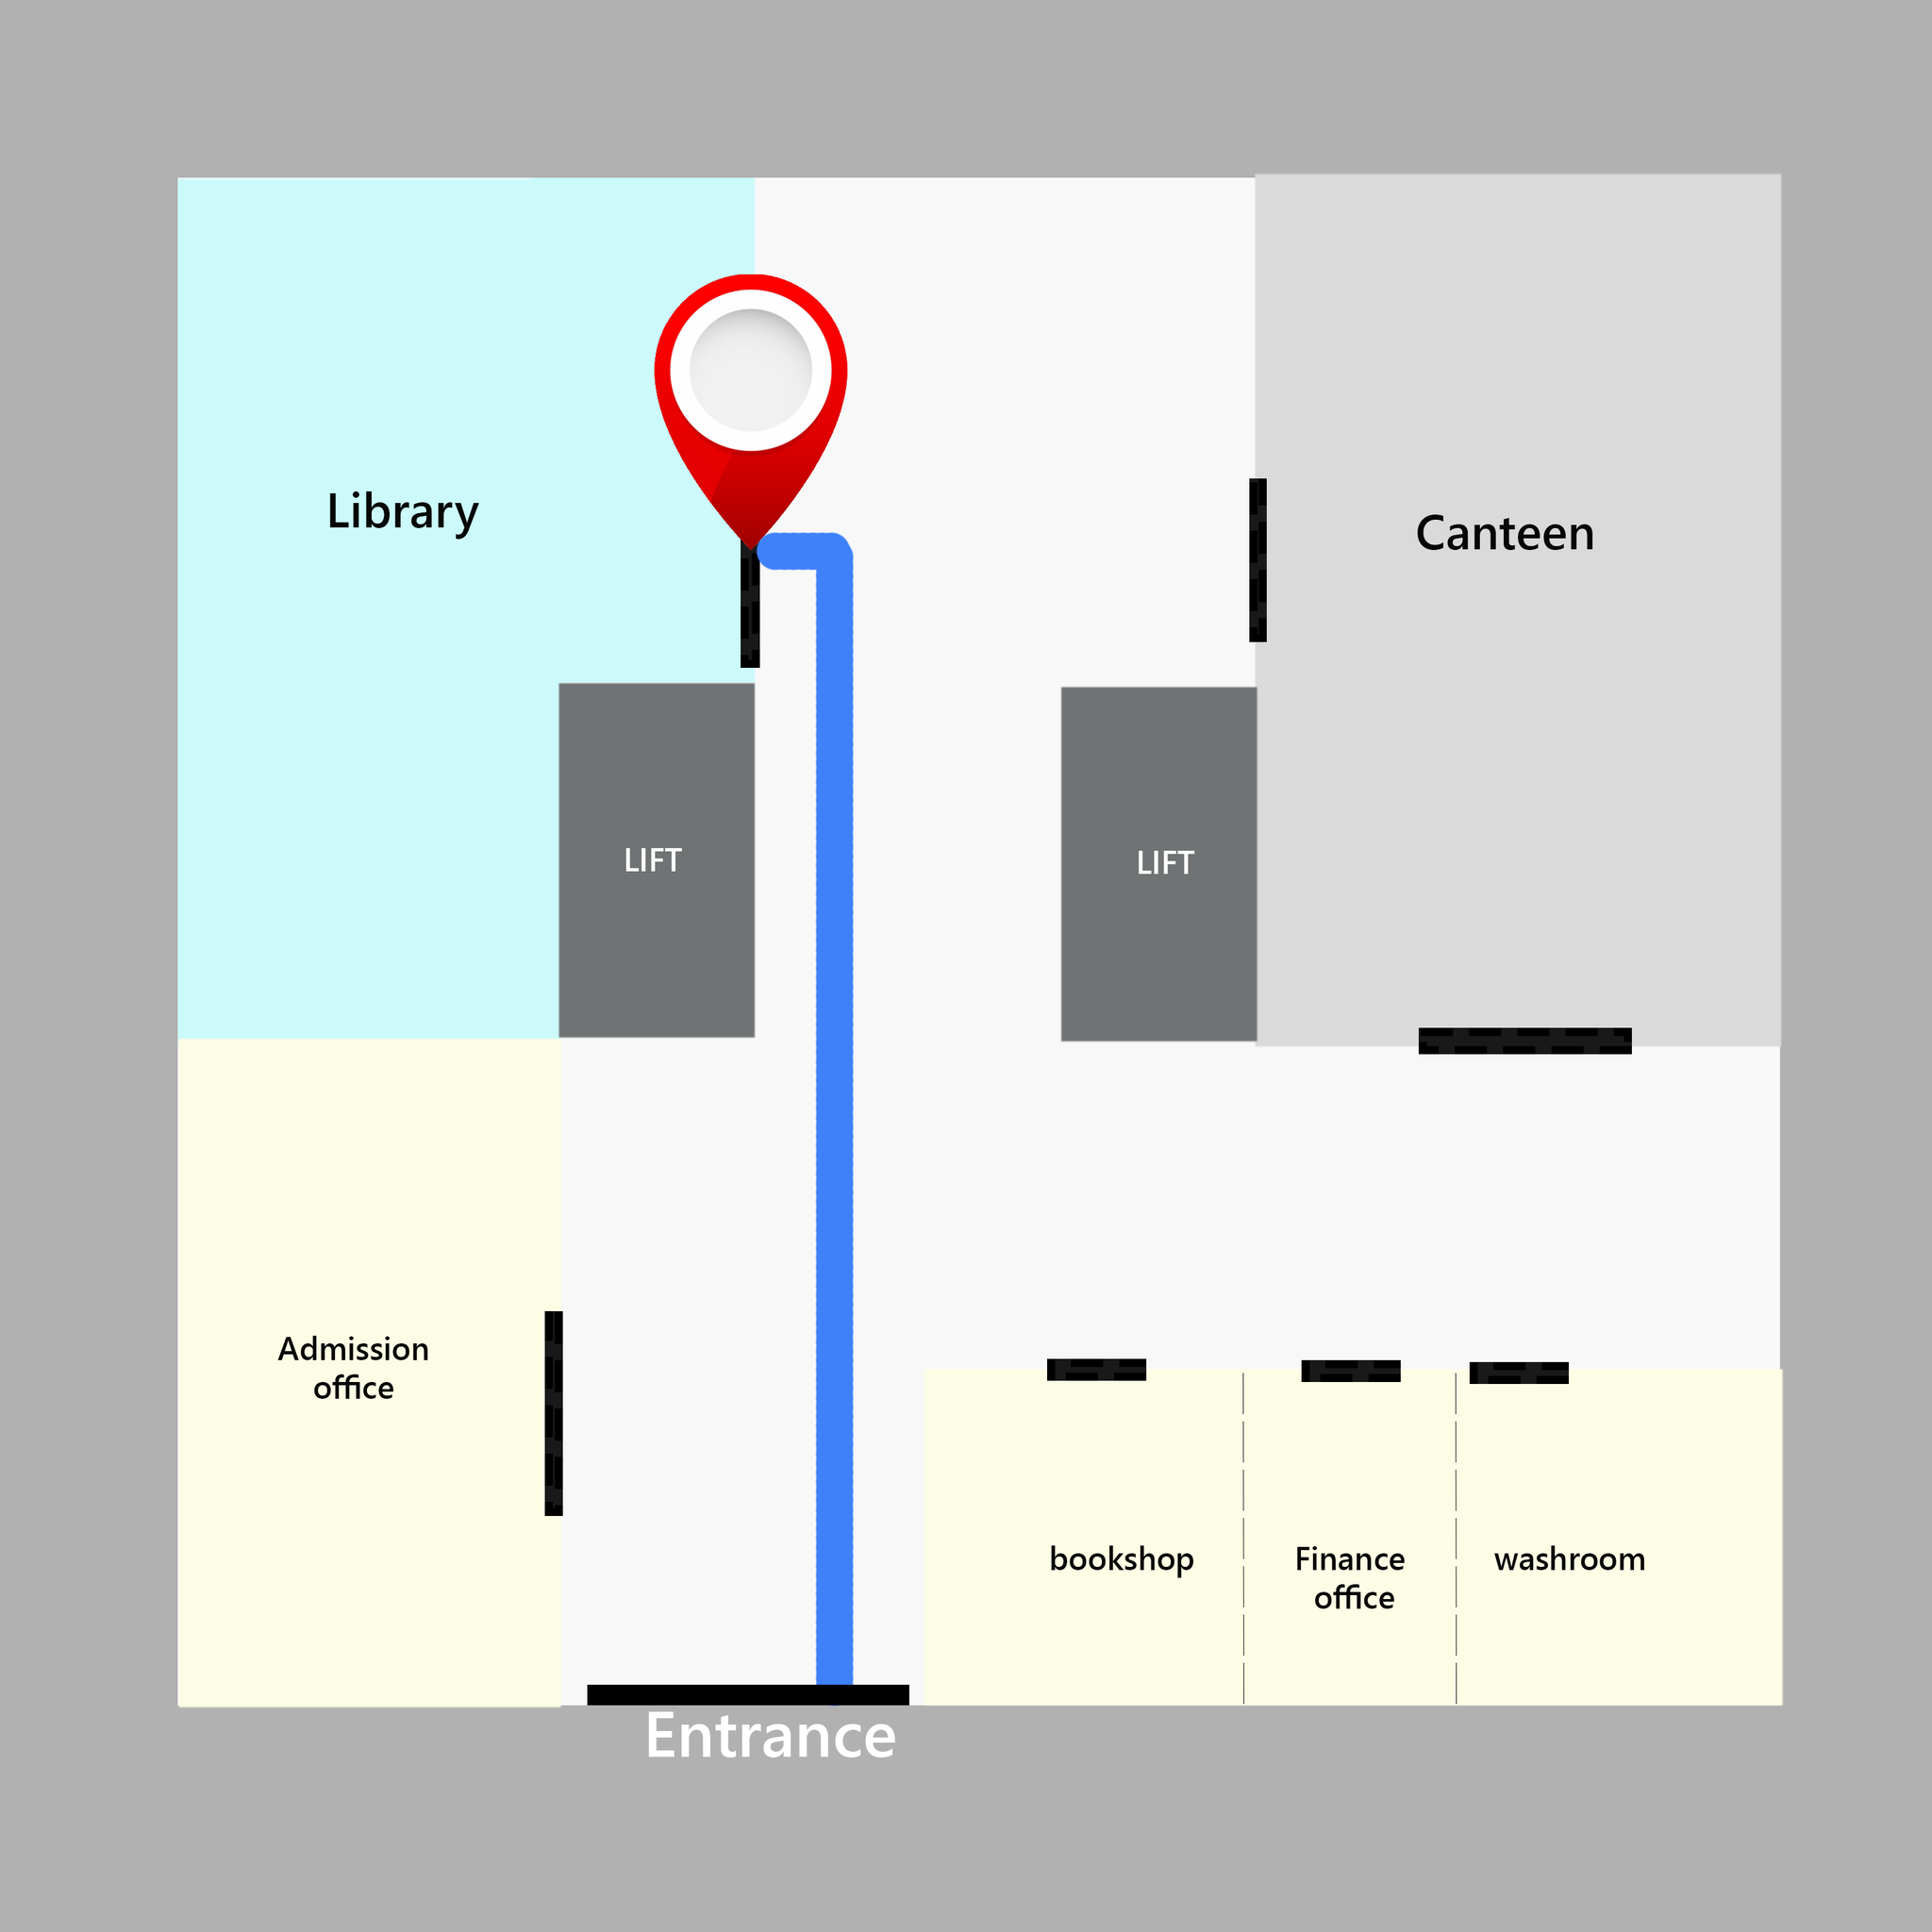 Library
Canteen
LIFT
LIFT
Admission
office
bookshop
Finance
office
washroom
Entrance